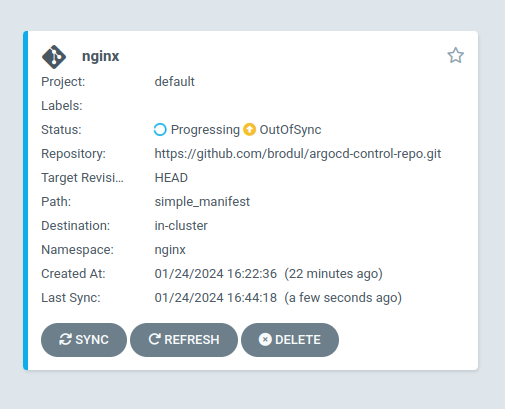 nginx
Project: default
Labels:
Status: Progressing OutOfSync
Repository: https://github.com/brodul/argocd-control-repo.git
Target Revisi... HEAD
Path: simple_manifest
Destination: in-cluster
Namespace: nginx
Created At: 01/24/2024 16:22:36 (22 minutes ago)
Last Sync: 01/24/2024 16:44:18 (a few seconds ago)
SYNC REFRESH DELETE